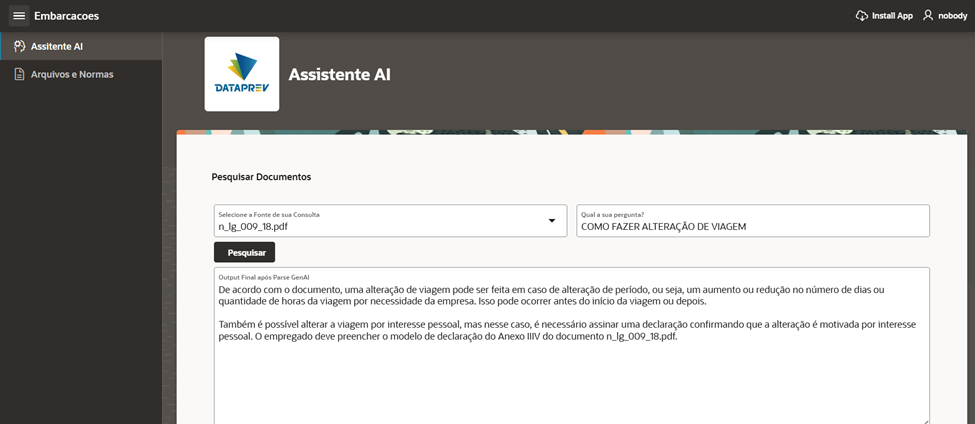 Embarcacoes
Install App
nobody
Assitente AI
Arquivos e Normas
DATAPREV
Assistente AI
Pesquisar Documentos
Selecione a Fonte de sua Consulta
n_lg_009_18.pdf
Qual a sua pergunta?
COMO FAZER ALTERAÇÃO DE VIAGEM
Pesquisar
Output Final após Parse GenAI
De acordo com o documento, uma alteração de viagem pode ser feita em caso de alteração de período, ou seja, um aumento ou redução no número de dias ou
quantidade de horas da viagem por necessidade da empresa. Isso pode ocorrer antes do início da viagem ou depois.
Também é possível alterar a viagem por interesse pessoal, mas nesse caso, é necessário assinar uma declaração confirmando que a alteração é motivada por interesse
pessoal. O empregado deve preencher o modelo de declaração do Anexo IIIV do documento n_lg_009_18.pdf.